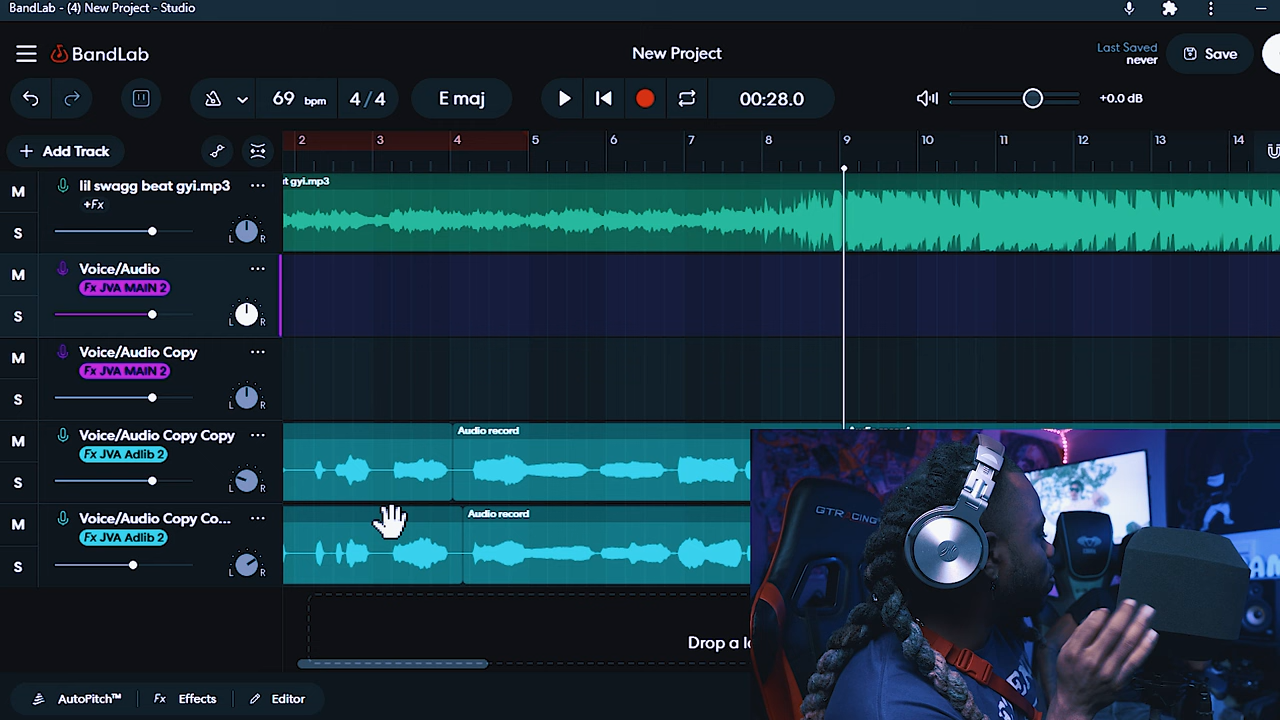 BandLab - (4) New Project - Studio
BandLab
New Project
Last Saved
never
Save
69 bpm
4/4
E maj
00:28.0
+0.0 dB
+ Add Track
2 3 4 5 6 7 8 9 10 11 12 13 14
M
S
lil swagg beat gyi.mp3
+Fx
L R
t gyi.mp3
M
S
Voice/Audio
Fx JVA MAIN 2
L R
M
S
Voice/Audio Copy
Fx JVA MAIN 2
L R
M
S
Voice/Audio Copy Copy
Fx JVA Adlib 2
L R
Audio record
M
S
Voice/Audio Copy Co...
Fx JVA Adlib 2
L R
Audio record
GTRACING
Drop a lo
AutoPitch™
Fx Effects
Editor